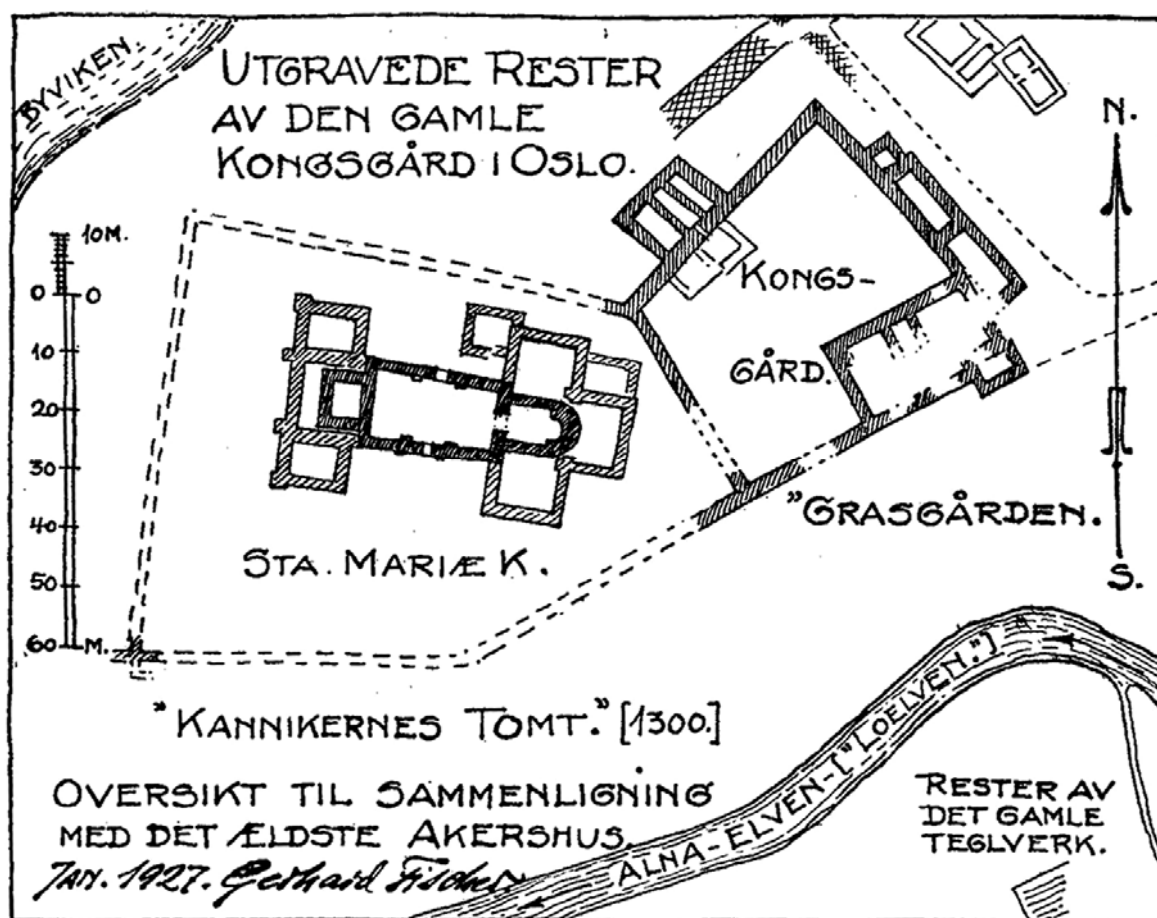 BYVIKEN
UTGRAVEDE RESTER
AV DEN GAMLE
KONGSGÅRD I OSLO.
N.
10M.
0 0
10
20
30
40
50
60 M.
KONGS-
GÅRD.
"GRASGÅRDEN.
S.
STA. MARIÆ K.
"KANNIKERNES TOMT." [1300.]
ALNA-ELVEN-["LOELVEN."]
OVERSIKT TIL SAMMENLIGNING
MED DET ÆLDSTE AKERSHUS.
JAN. 1927. Gerhard Fischer
RESTER AV
DET GAMLE
TEGLVERK.